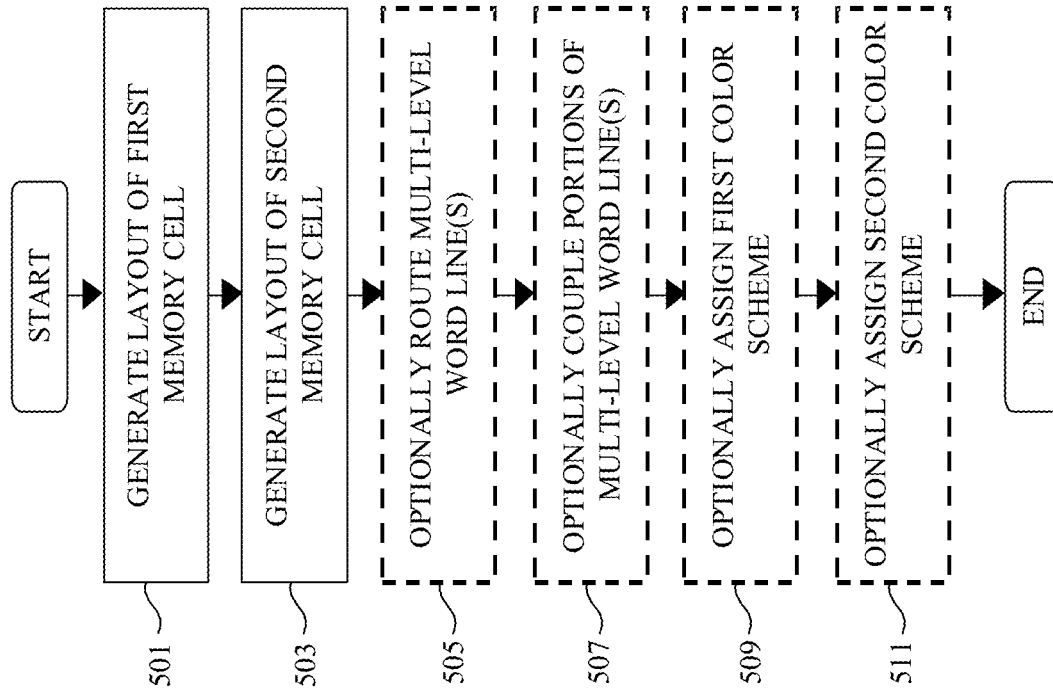 START
501
GENERATE LAYOUT OF FIRST
MEMORY CELL
503
GENERATE LAYOUT OF SECOND
MEMORY CELL
505
OPTIONALLY ROUTE MULTI-LEVEL
WORD LINE(S)
507
OPTIONALLY COUPLE PORTIONS OF
MULTI-LEVEL WORD LINE(S)
509
OPTIONALLY ASSIGN FIRST COLOR
SCHEME
511
OPTIONALLY ASSIGN SECOND COLOR
SCHEME
END